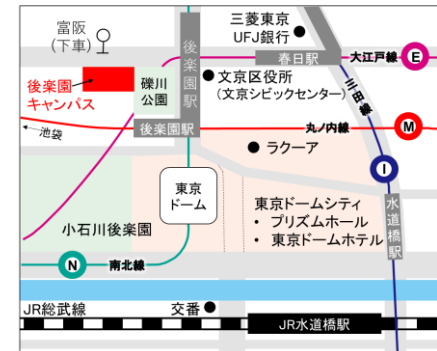 富阪
(下車)
三菱東京
UFJ銀行
後楽園駅
春日駅
大江戸線
E
後楽園
キャンパス
礫川
公園
文京区役所
(文京シビックセンター)
三田線
池袋
後楽園駅
丸ノ内線
M
ラクーア
I
東京
ドーム
東京ドームシティ
・ プリズムホール
・ 東京ドームホテル
水道橋駅
小石川後楽園
N
南北線
JR総武線
交番
JR水道橋駅